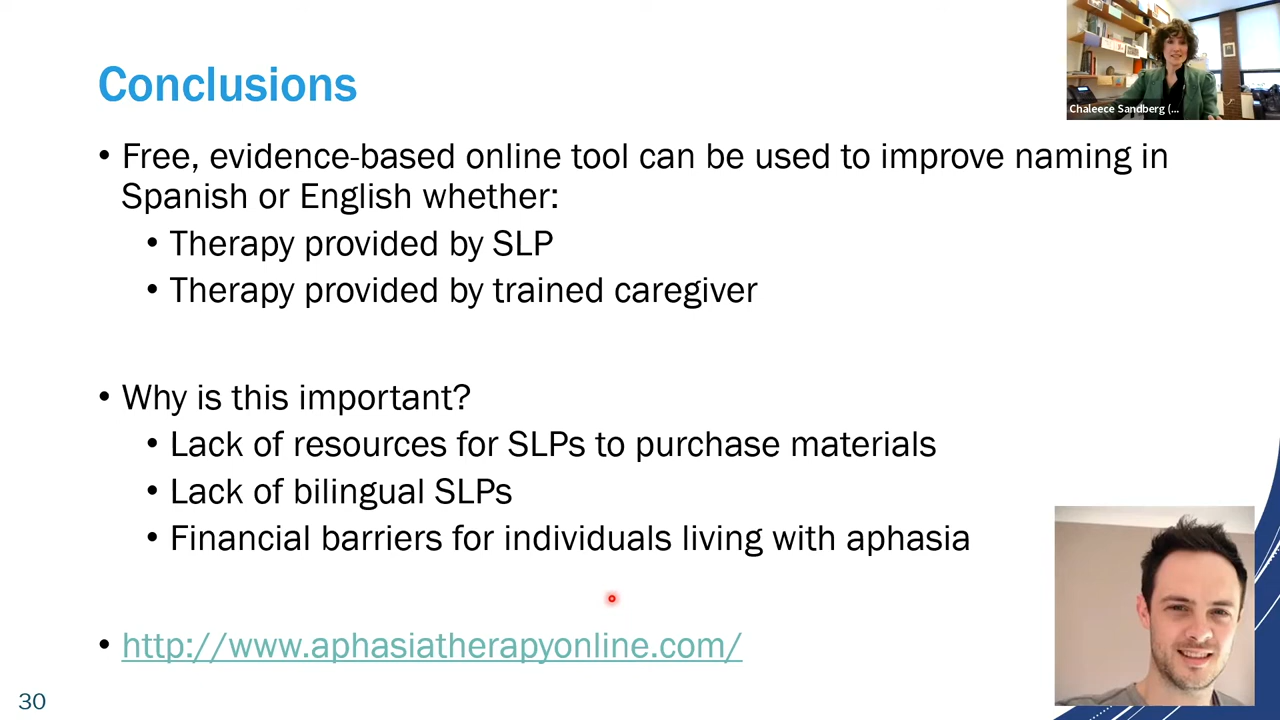 Conclusions
Chaleece Sandberg (...
• Free, evidence-based online tool can be used to improve naming in
Spanish or English whether:
• Therapy provided by SLP
• Therapy provided by trained caregiver
• Why is this important?
• Lack of resources for SLPs to purchase materials
• Lack of bilingual SLPs
• Financial barriers for individuals living with aphasia
• http://www.aphasiatherapyonline.com/
30